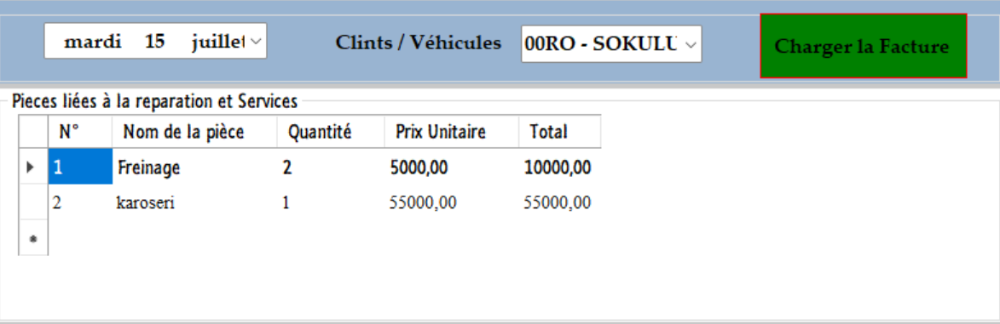 mardi 15 juillet Clints / Véhicules 00RO - SOKULU Charger la Facture
Pieces liées à la reparation et Services
N° Nom de la pièce Quantité Prix Unitaire Total
1 Freinage 2 5000,00 10000,00
2 karoseri 1 55000,00 55000,00